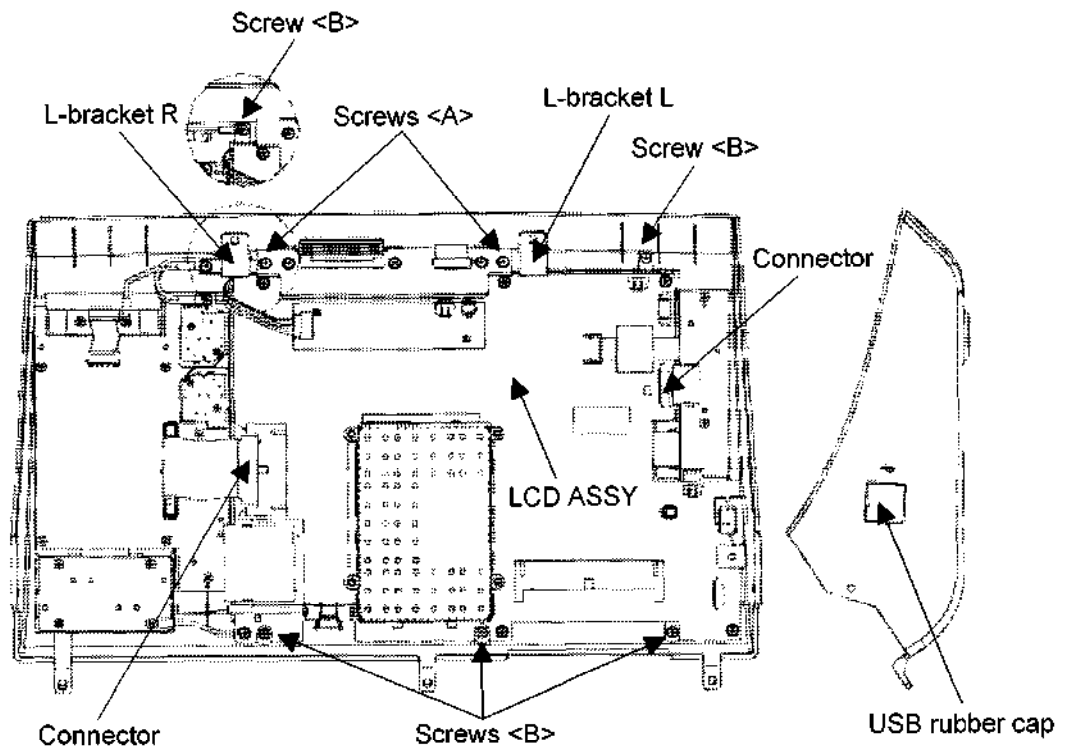 Screw <B>
L-bracket R
Screws <A>
L-bracket L
Screw <B>
Connector
LCD ASSY
Connector
Screws <B>
USB rubber cap